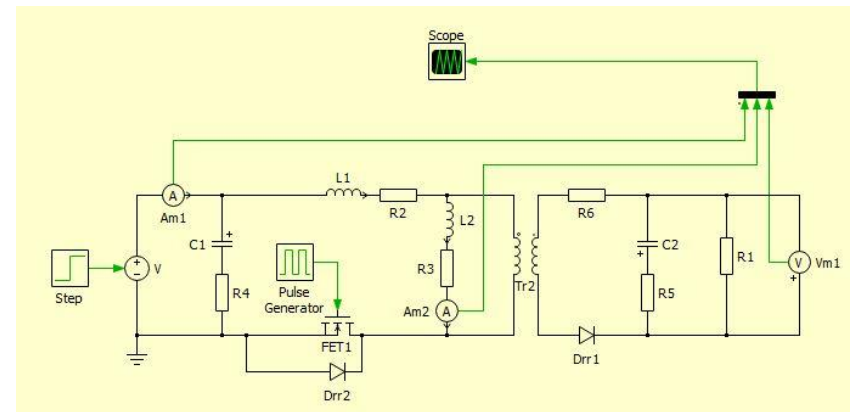 Scope
A
Am1
L1
R2
L2
R6
C1
+
R4
Step
+
V
Pulse
Generator
FET1
Drr2
R3
Am2
A
Tr2
C2
+
R5
R1
V
Vm1
+
Drr1